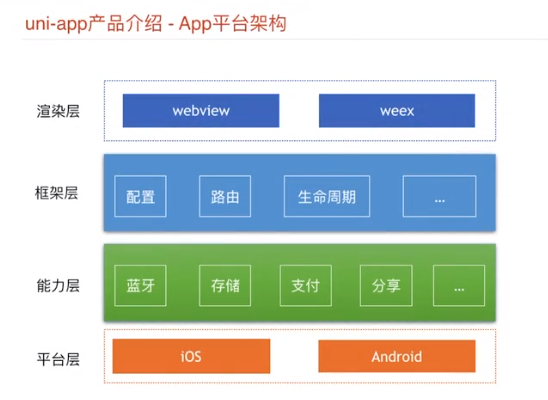 uni-app产品介绍 - App平台架构
渲染层 webview weex
框架层 配置 路由 生命周期 ...
能力层 蓝牙 存储 支付 分享 ...
平台层 iOS Android